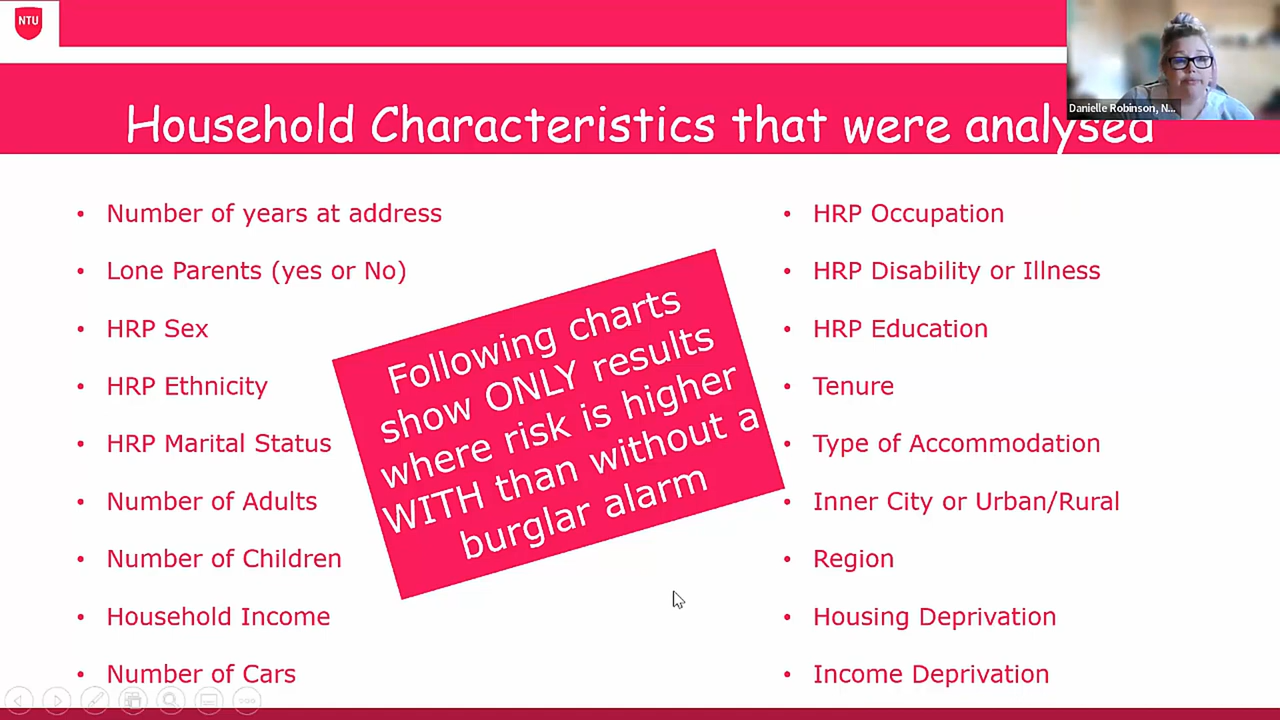 NTU
Danielle Robinson, N...
Household Characteristics that were analysed
• Number of years at address
• Lone Parents (yes or No)
• HRP Sex
• HRP Ethnicity
• HRP Marital Status
• Number of Adults
• Number of Children
• Household Income
• Number of Cars
Following charts
show ONLY results
where risk is higher
WITH than without a
burglar alarm
• HRP Occupation
• HRP Disability or Illness
• HRP Education
• Tenure
• Type of Accommodation
• Inner City or Urban/Rural
• Region
• Housing Deprivation
• Income Deprivation